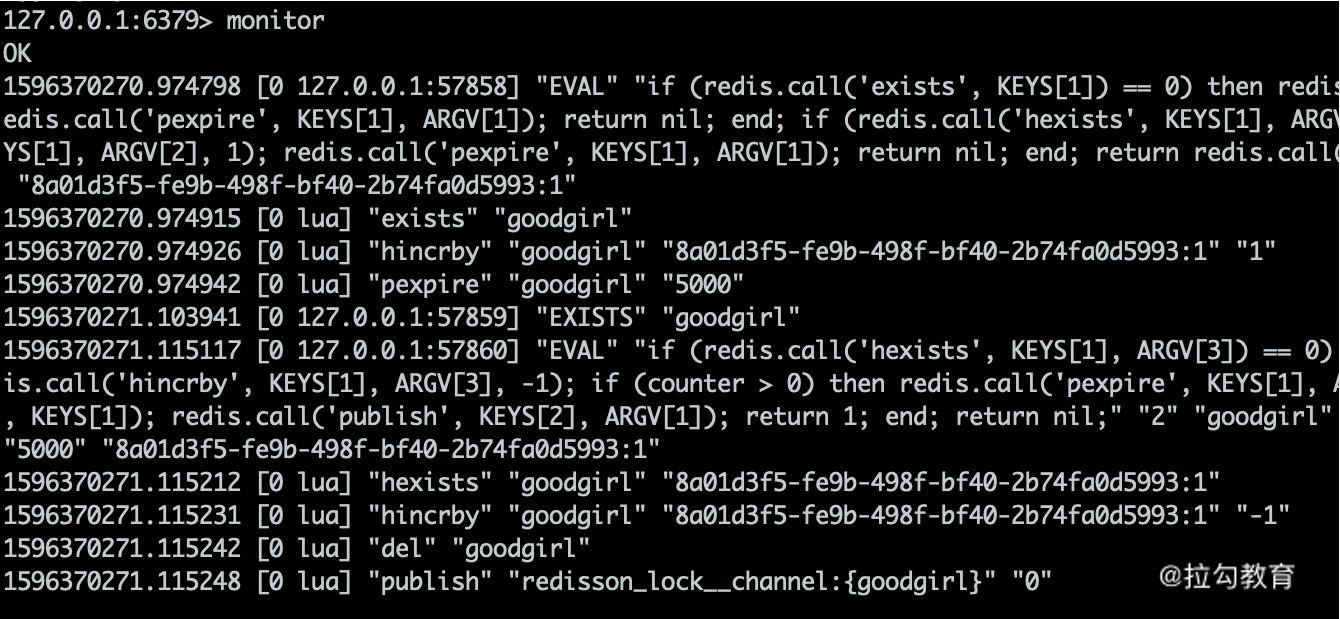 127.0.0.1:6379> monitor
OK
1596370270.974798 [0 127.0.0.1:57858] "EVAL" "if (redis.call('exists', KEYS[1]) == 0) then redis
edis.call('pexpire', KEYS[1], ARGV[1]); return nil; end; if (redis.call('hexists', KEYS[1], ARGV
YS[1], ARGV[2], 1); redis.call('pexpire', KEYS[1], ARGV[1]); return nil; end; return redis.call(
"8a01d3f5-fe9b-498f-bf40-2b74fa0d5993:1"
1596370270.974915 [0 lua] "exists" "goodgirl"
1596370270.974926 [0 lua] "hincrby" "goodgirl" "8a01d3f5-fe9b-498f-bf40-2b74fa0d5993:1" "1"
1596370270.974942 [0 lua] "pexpire" "goodgirl" "5000"
1596370271.103941 [0 127.0.0.1:57859] "EXISTS" "goodgirl"
1596370271.115117 [0 127.0.0.1:57860] "EVAL" "if (redis.call('hexists', KEYS[1], ARGV[3]) == 0)
is.call('hincrby', KEYS[1], ARGV[3], -1); if (counter > 0) then redis.call('pexpire', KEYS[1], A
, KEYS[1]); redis.call('publish', KEYS[2], ARGV[1]); return 1; end; return nil;" "2" "goodgirl"
"5000" "8a01d3f5-fe9b-498f-bf40-2b74fa0d5993:1"
1596370271.115212 [0 lua] "hexists" "goodgirl" "8a01d3f5-fe9b-498f-bf40-2b74fa0d5993:1"
1596370271.115231 [0 lua] "hincrby" "goodgirl" "8a01d3f5-fe9b-498f-bf40-2b74fa0d5993:1" "-1"
1596370271.115242 [0 lua] "del" "goodgirl"
1596370271.115248 [0 lua] "publish" "redisson_lock__channel:{goodgirl}" "0"
@拉勾教育